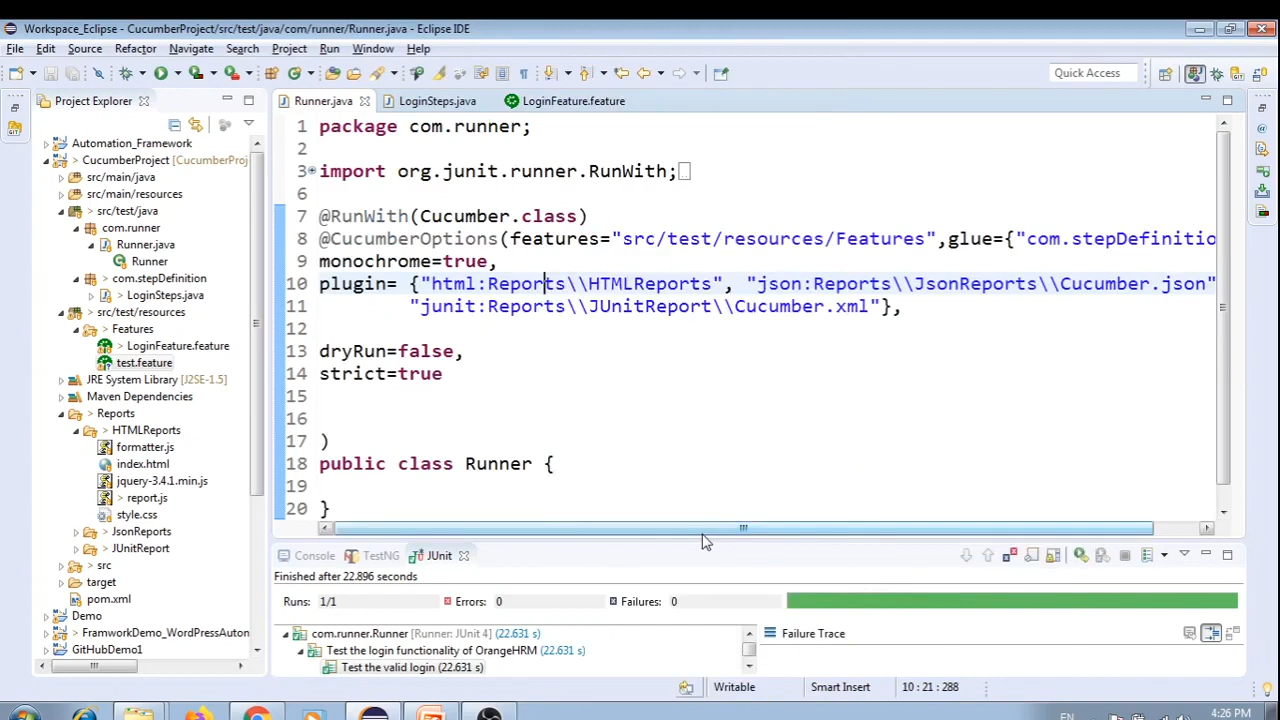 Workspace_Eclipse - CucumberProject/src/test/java/com/runner/Runner.java - Eclipse IDE
File Edit Source Refactor Navigate Search Project Run Window Help
Quick Access
Project Explorer
Automation_Framework
CucumberProject [CucumberProj
src/main/java
src/main/resources
> src/test/java
> com.runner
> Runner.java
Runner
> com.stepDefinition
> LoginSteps.java
> src/test/resources
> Features
> LoginFeature.feature
test.feature
JRE System Library [J2SE-1.5]
Maven Dependencies
> Reports
> HTMLReports
formatter.js
index.html
jquery-3.4.1.min.js
> report.js
style.css
> JsonReports
> JUnitReport
> src
target
pom.xml
Demo
> FramworkDemo_WordPressAuton
GitHubDemo1
Runner.java LoginSteps.java LoginFeature.feature
1 package com.runner;
2
3 import org.junit.runner.RunWith;
6
7 @RunWith(Cucumber.class)
8 @CucumberOptions(features="src/test/resources/Features",glue={"com.stepDefinitio
9 monochrome=true,
10 plugin= {"html:Reports\\HTMLReports", "json:Reports\\JsonReports\\Cucumber.json"
11 "junit:Reports\\JUnitReport\\Cucumber.xml"},
12
13 dryRun=false,
14 strict=true
15
16
17 )
18 public class Runner {
19
20 }
Console TestNG JUnit
Finished after 22.896 seconds
Runs: 1/1 Errors: 0 Failures: 0
com.runner.Runner [Runner: JUnit 4] (22.631 s)
Test the login functionality of OrangeHRM (22.631 s)
Test the valid login (22.631 s)
Failure Trace
Writable Smart Insert 10 : 21 : 288
EN 4:26 PM